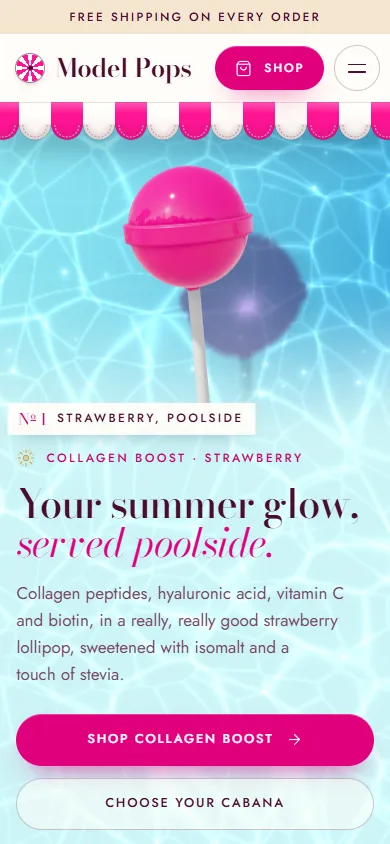 FREE SHIPPING ON EVERY ORDER
Model Pops
SHOP
Nº 1 STRAWBERRY, POOLSIDE
COLLAGEN BOOST · STRAWBERRY
Your summer glow,
served poolside.
Collagen peptides, hyaluronic acid, vitamin C
and biotin, in a really, really good strawberry
lollipop, sweetened with isomalt and a
touch of stevia.
SHOP COLLAGEN BOOST →
CHOOSE YOUR CABANA